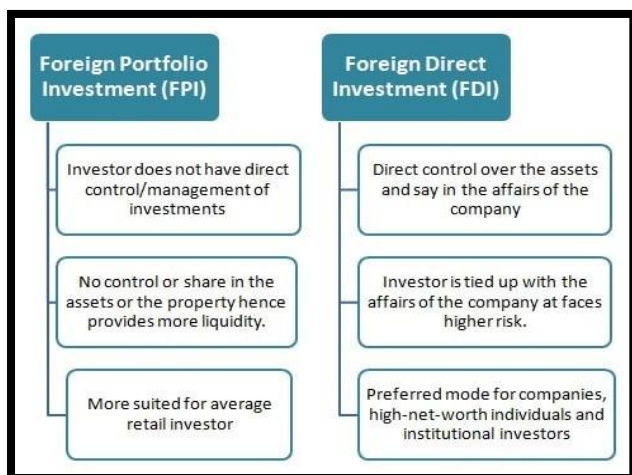 Foreign Portfolio
Investment (FPI)
Investor does not have direct
control/management of
investments
No control or share in the
assets or the property hence
provides more liquidity.
More suited for average
retail investor
Foreign Direct
Investment (FDI)
Direct control over the assets
and say in the affairs of the
company
Investor is tied up with the
affairs of the company at faces
higher risk.
Preferred mode for companies,
high-net-worth individuals and
institutional investors